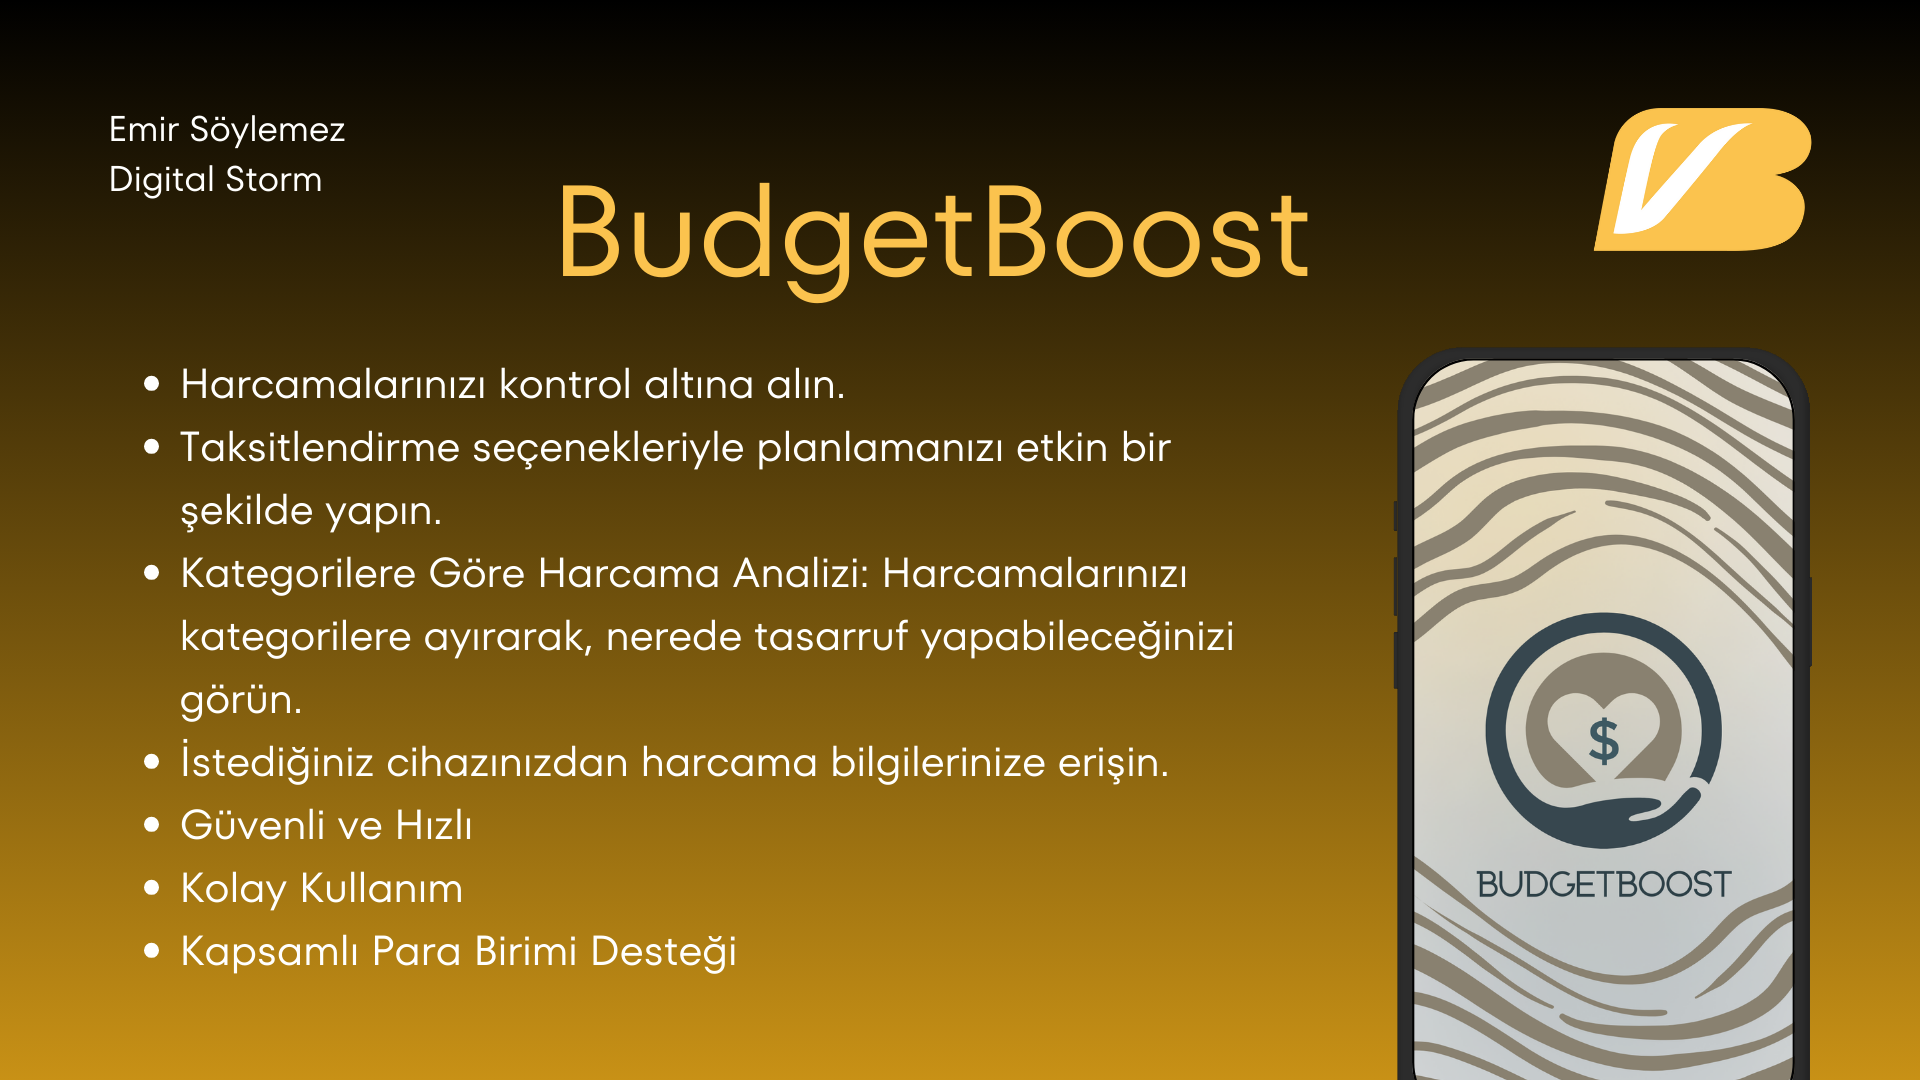 Emir Söylemez
Digital Storm
BudgetBoost
VB
• Harcamalarınızı kontrol altına alın.
• Taksitlendirme seçenekleriyle planlamanızı etkin bir
şekilde yapın.
• Kategorilere Göre Harcama Analizi: Harcamalarınızı
kategorilere ayırarak, nerede tasarruf yapabileceğinizi
görün.
• İstediğiniz cihazınızdan harcama bilgilerinize erişin.
• Güvenli ve Hızlı
• Kolay Kullanım
• Kapsamlı Para Birimi Desteği
$
BUDGETBOOST